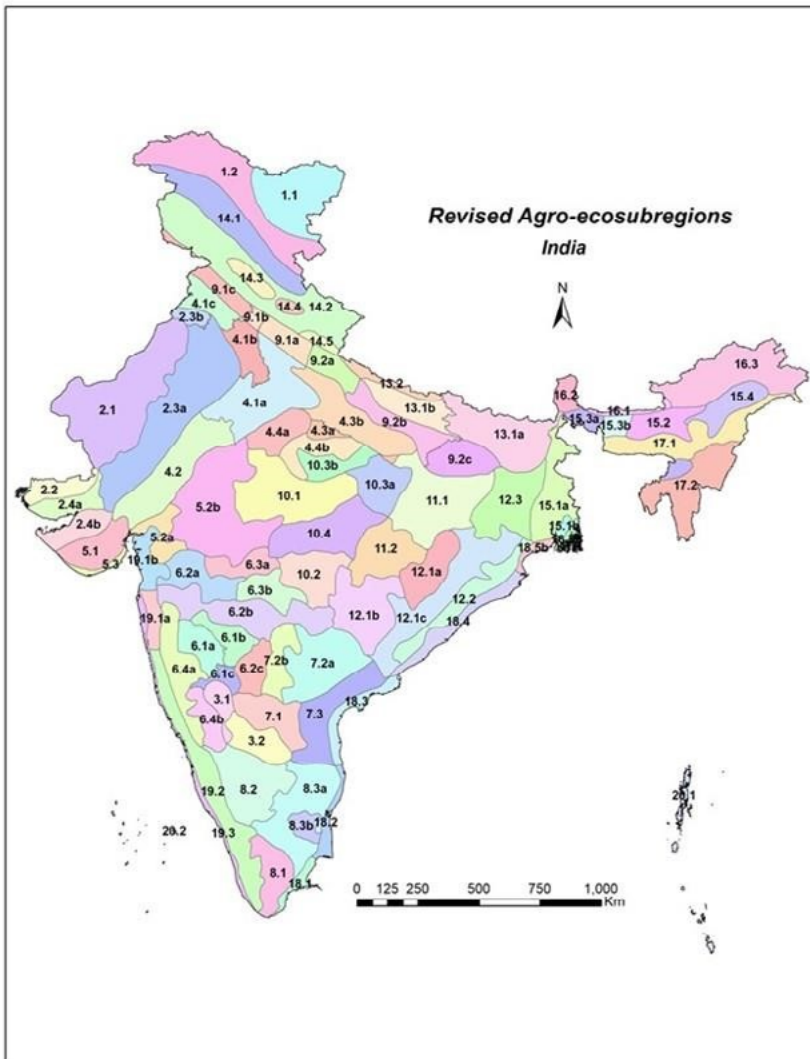 1.2
1.1
Revised Agro-ecosubregions
India
14.1
N
14.3
9.1c
4.1c
14.4
14.2
2.3b
9.1b
4.1b
9.1a
14.5
9.2a
16.3
13.2
2.1
2.3a
4.1a
13.1b
16.2
16.1
15.4
4.3b
9.2b
15.3a
15.3b
15.2
4.4a
4.3a
13.1a
17.1
4.4b
4.2
10.3b
9.2c
2.2
10.3a
17.2
2.4a
5.2b
10.1
11.1
12.3
15.1a
2.4b
5.2a
10.4
5.1
11.2
18.5b
5.3
19.1b
6.2a
6.3a
10.2
12.1a
6.3b
12.2
19.1a
6.2b
12.1b
12.1c
18.4
6.1a
6.1b
6.4a
6.1c
6.2c
7.2b
7.2a
3.1
18.3
6.4b
7.1
7.3
3.2
19.2
8.2
8.3a
20.2
19.3
8.3b
18.2
8.1
18.1
0 125 250 500 750 1,000
Km